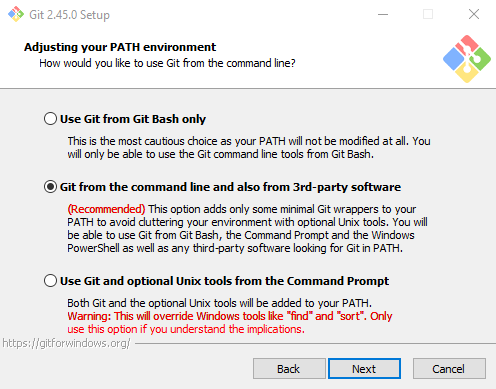 Git 2.45.0 Setup
Adjusting your PATH environment
How would you like to use Git from the command line?
Use Git from Git Bash only
This is the most cautious choice as your PATH will not be modified at all. You
will only be able to use the Git command line tools from Git Bash.
Git from the command line and also from 3rd-party software
(Recommended) This option adds only some minimal Git wrappers to your
PATH to avoid cluttering your environment with optional Unix tools. You will
be able to use Git from Git Bash, the Command Prompt and the Windows
PowerShell as well as any third-party software looking for Git in PATH.
Use Git and optional Unix tools from the Command Prompt
Both Git and the optional Unix tools will be added to your PATH.
Warning: This will override Windows tools like "find" and "sort". Only
use this option if you understand the implications.
https://gitforwindows.org/
Back
Next
Cancel